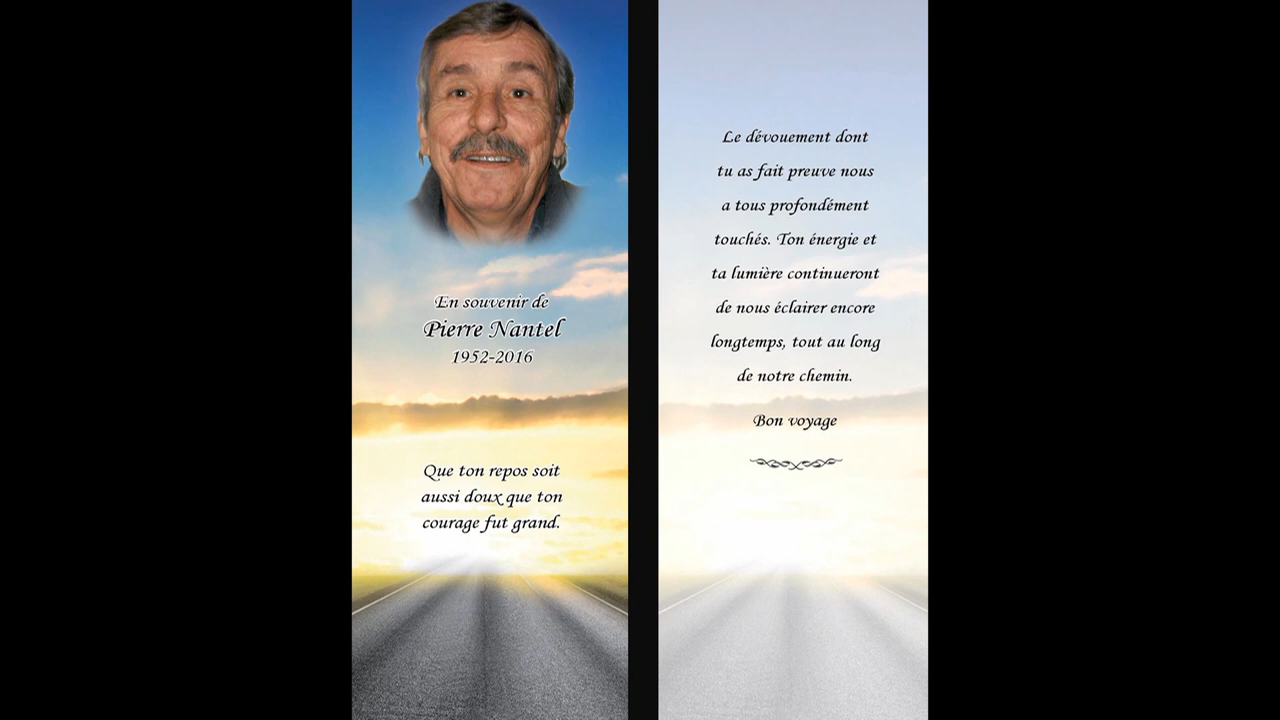 En souvenir de
Pierre Nantel
1952-2016
Que ton repos soit
aussi doux que ton
courage fut grand.
Le dévouement dont
tu as fait preuve nous
a tous profondément
touchés. Ton énergie et
ta lumière continueront
de nous éclairer encore
longtemps, tout au long
de notre chemin.
Bon voyage